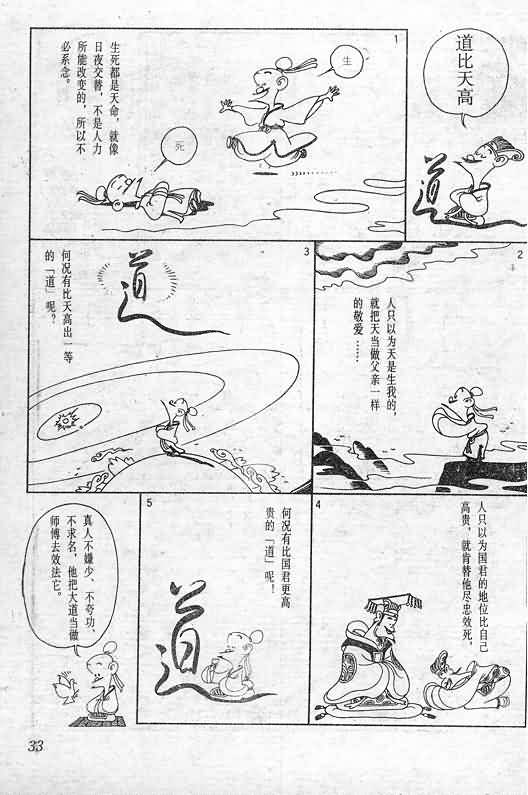 道比天高
道
1
生死都是天命，就像
日夜交替，不是人力
所能改变的，所以不
必系念。
生
死
2
人只以为天是生我的，
就把天当做父亲一样
的敬爱……
3
何况有比天高出一等
的「道」呢？
道
4
人只以为国君的地位比自己
高贵，就肯替他尽忠效死，
5
何况有比国君更高
贵的「道」呢！
道
真人不嫌少、不夸功、
不求名，他把大道当做
师傅去效法它。
33